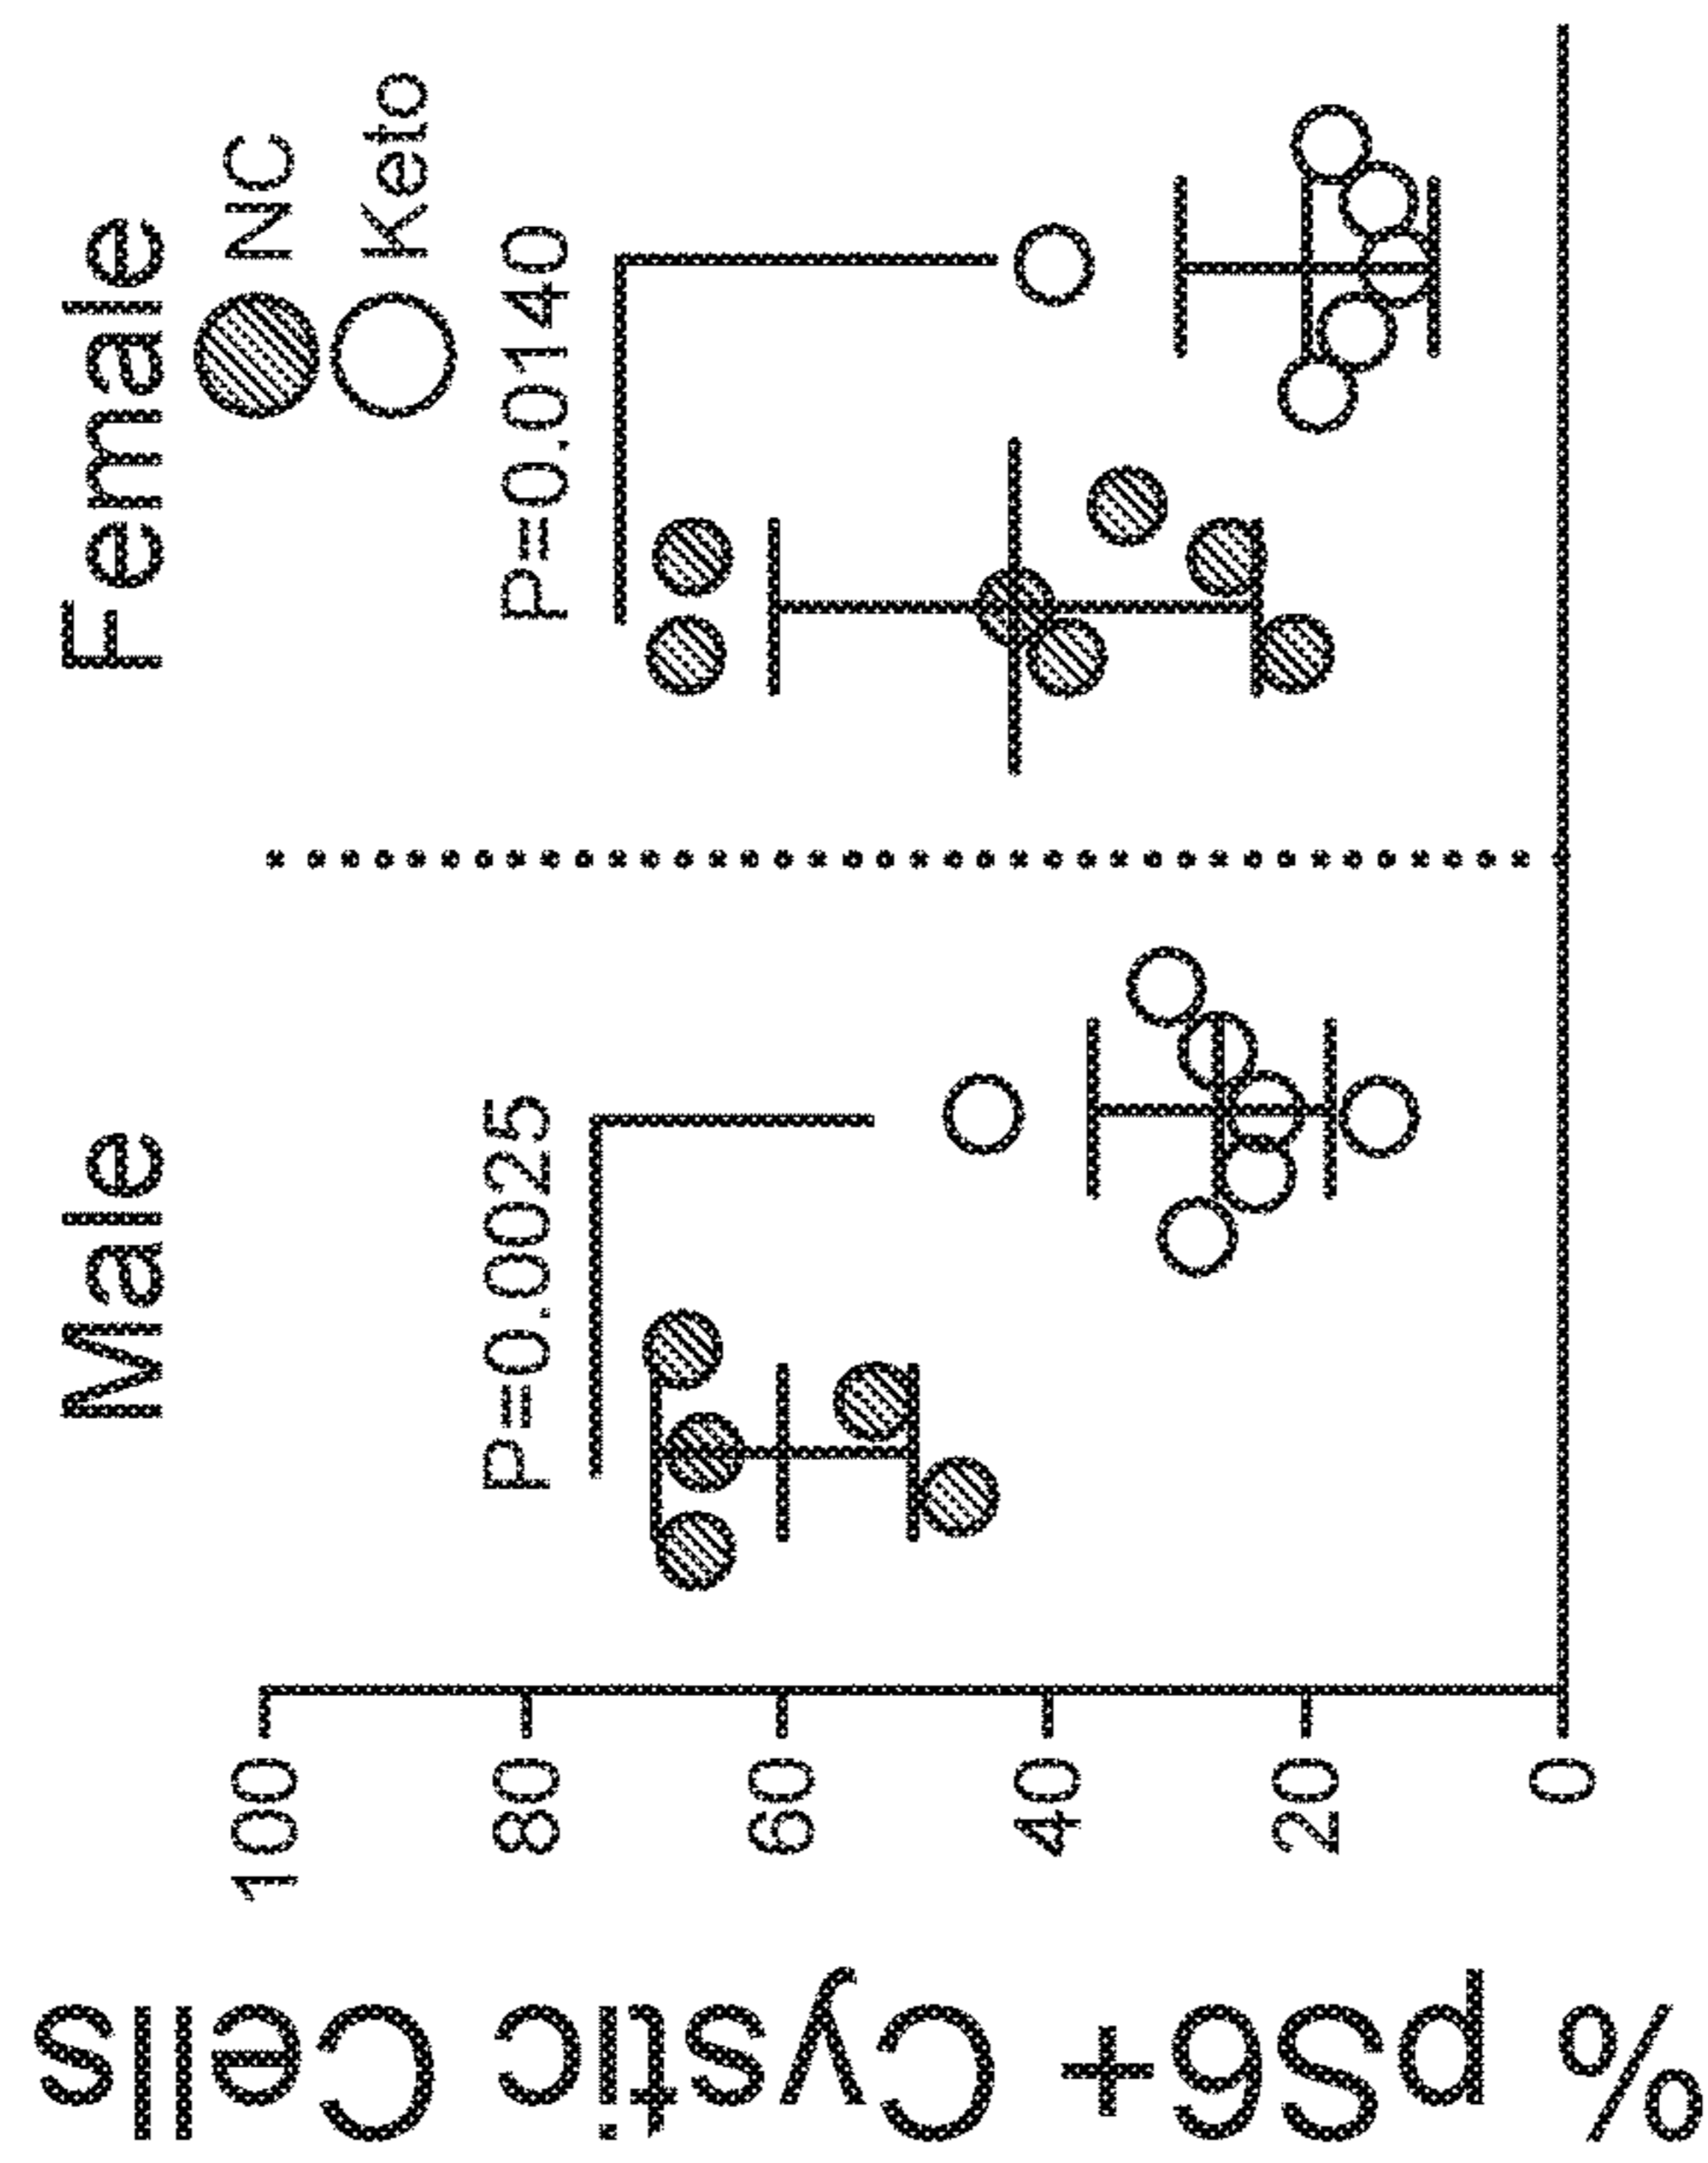 Male
Female
NC
Keto
P=0.0025
P=0.0140
% pS6+ Cystic Cells
100
80
60
40
20
0